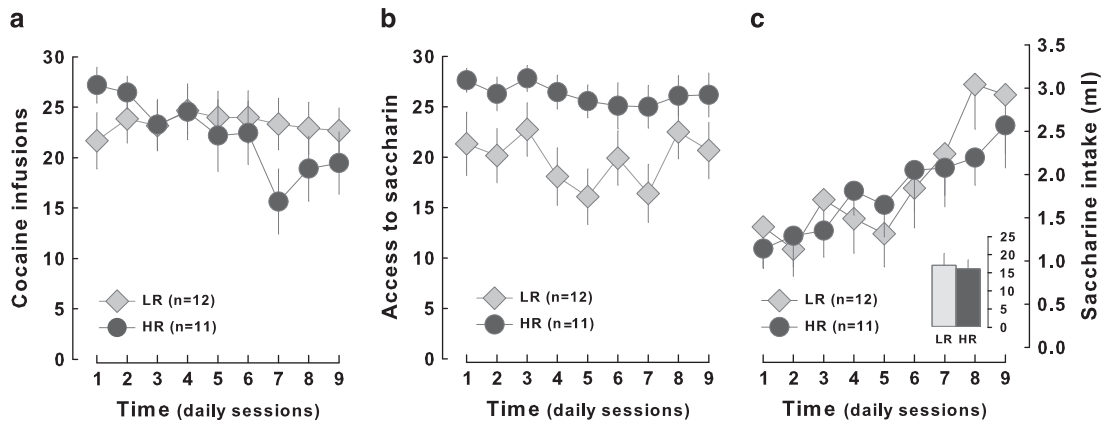 a
Cocaine infusions
30
25
20
15
10
5
0
LR (n=12)
HR (n=11)
1 2 3 4 5 6 7 8 9
Time (daily sessions)
b
Access to saccharin
30
25
20
15
10
5
0
LR (n=12)
HR (n=11)
1 2 3 4 5 6 7 8 9
Time (daily sessions)
c
LR (n=12)
HR (n=11)
25
20
15
10
5
0
LR HR
3.5
3.0
2.5
2.0
1.5
1.0
0.5
0.0
Saccharine intake (ml)
1 2 3 4 5 6 7 8 9
Time (daily sessions)